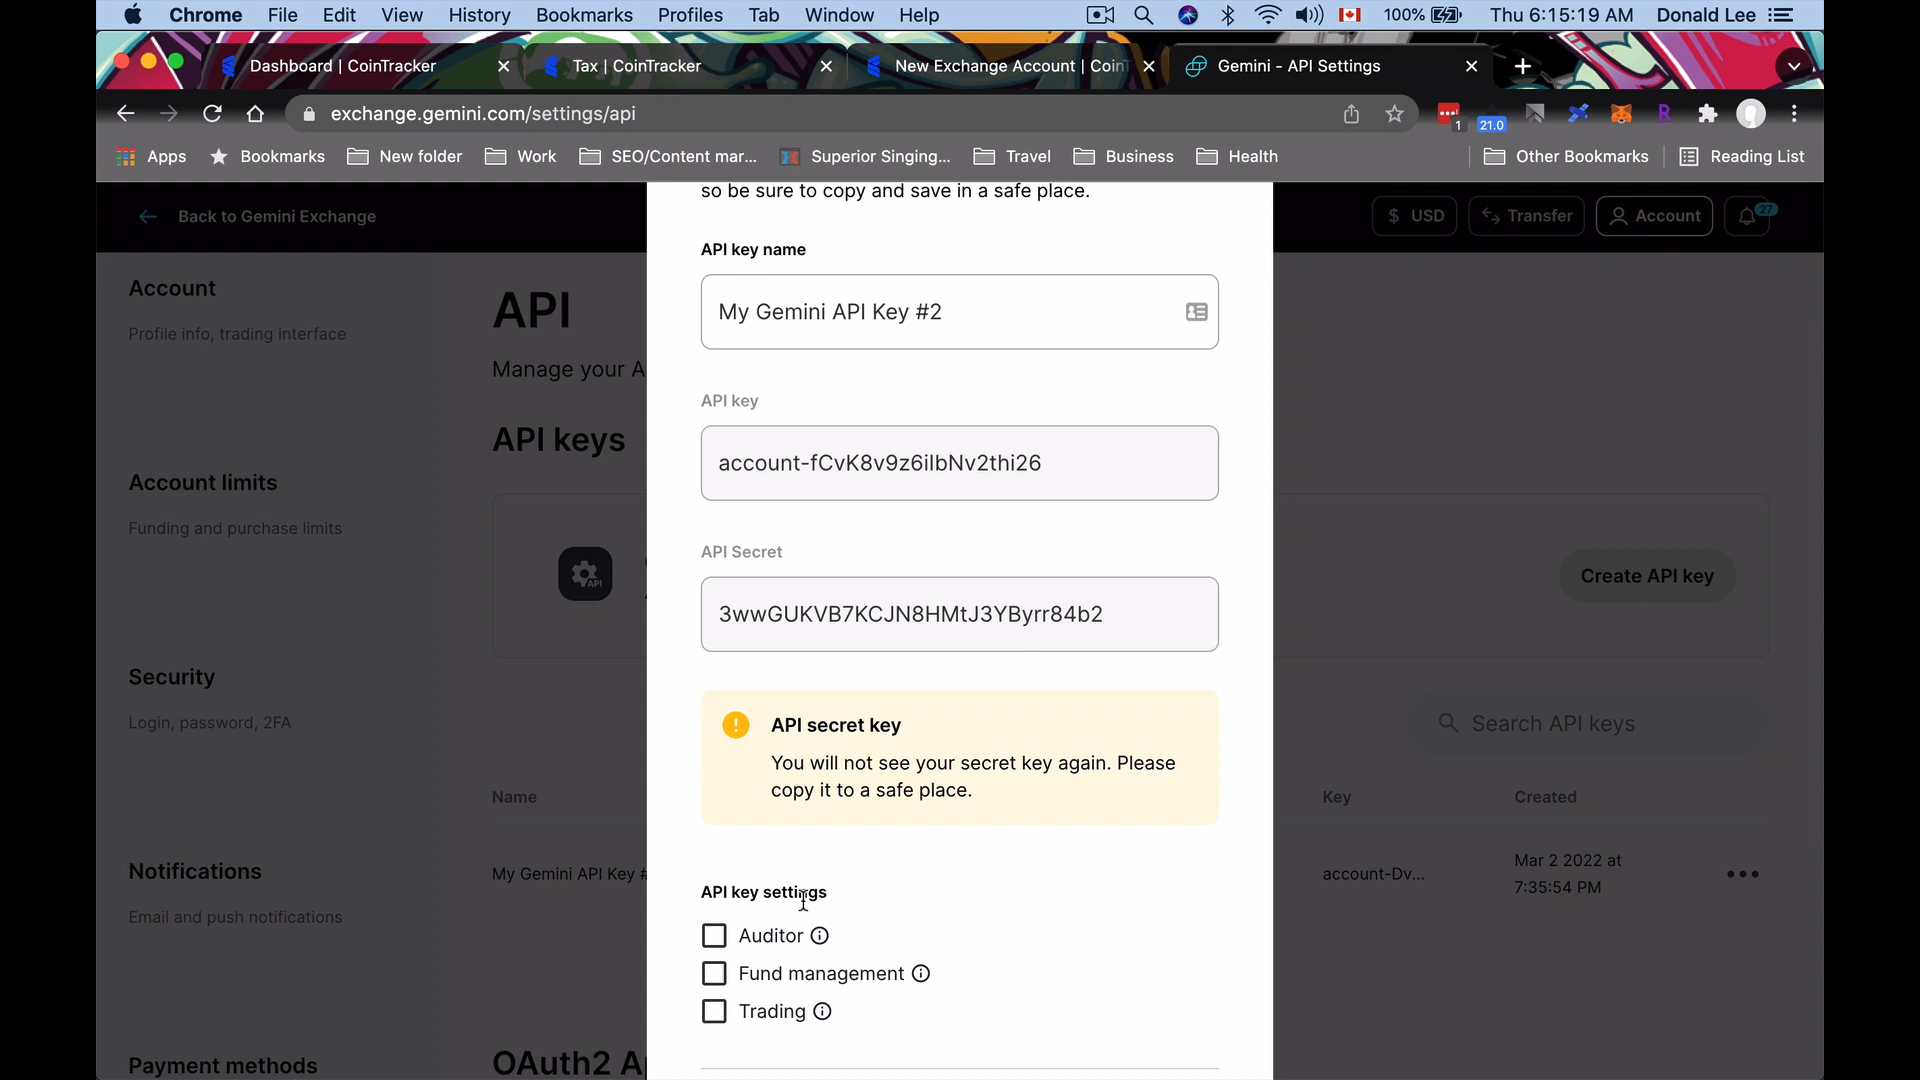 Chrome File Edit View History Bookmarks Profiles Tab Window Help 100% Thu 6:15:19 AM Donald Lee
Dashboard | CoinTracker
Tax | CoinTracker
New Exchange Account | CoinT
Gemini - API Settings
exchange.gemini.com/settings/api
1
21.0
R
Apps Bookmarks New folder Work SEO/Content mar... Superior Singing... Travel Business Health Other Bookmarks Reading List
so be sure to copy and save in a safe place.
Back to Gemini Exchange
$ USD Transfer Account 27
API key name
My Gemini API Key #2
API key
account-fCvK8v9z6iIbNv2thi26
API Secret
3wwGUKVB7KCJN8HMtJ3YByrr84b2
API secret key
You will not see your secret key again. Please
copy it to a safe place.
API key settings
Auditor
Fund management
Trading
Account
Profile info, trading interface
Account limits
Funding and purchase limits
Security
Login, password, 2FA
Notifications
Email and push notifications
Payment methods
API
Manage your A
API keys
API
Create API key
Search API keys
Name Key Created
My Gemini API Key # account-Dv... Mar 2 2022 at
7:35:54 PM
OAuth2 A